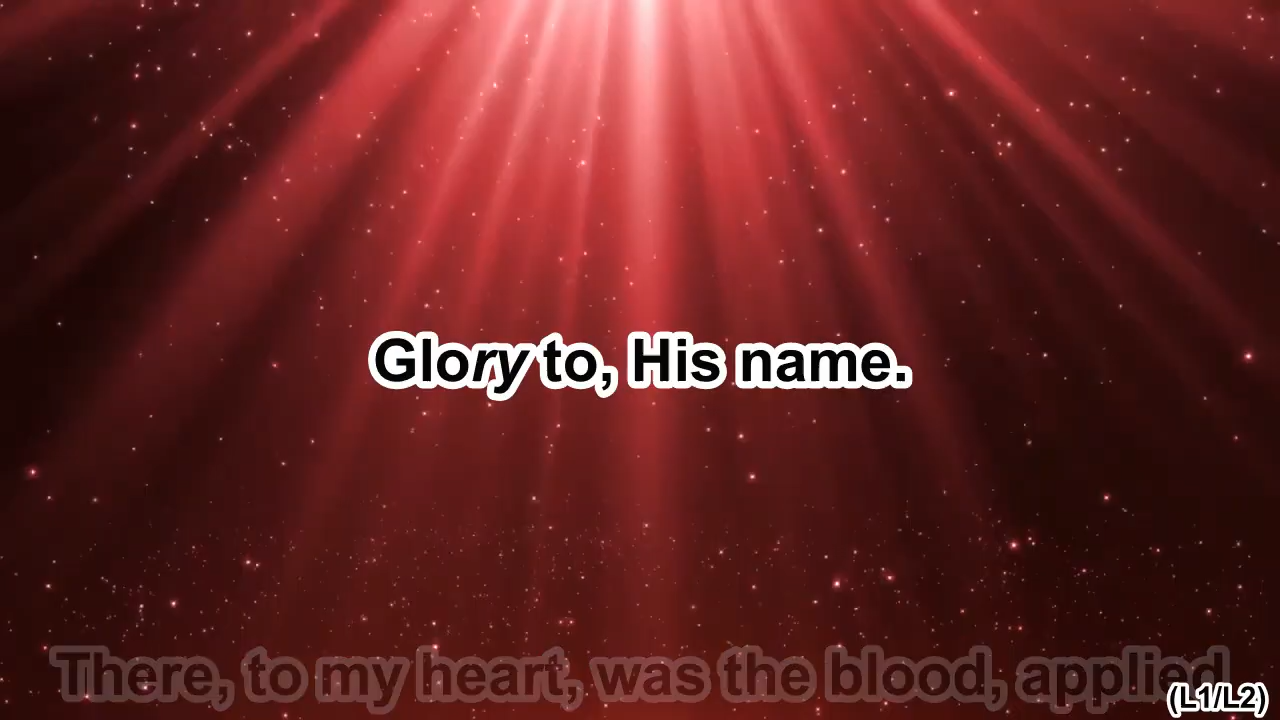 Glory to, His name.
There, to my heart, was the blood, applied
(L1/L2)